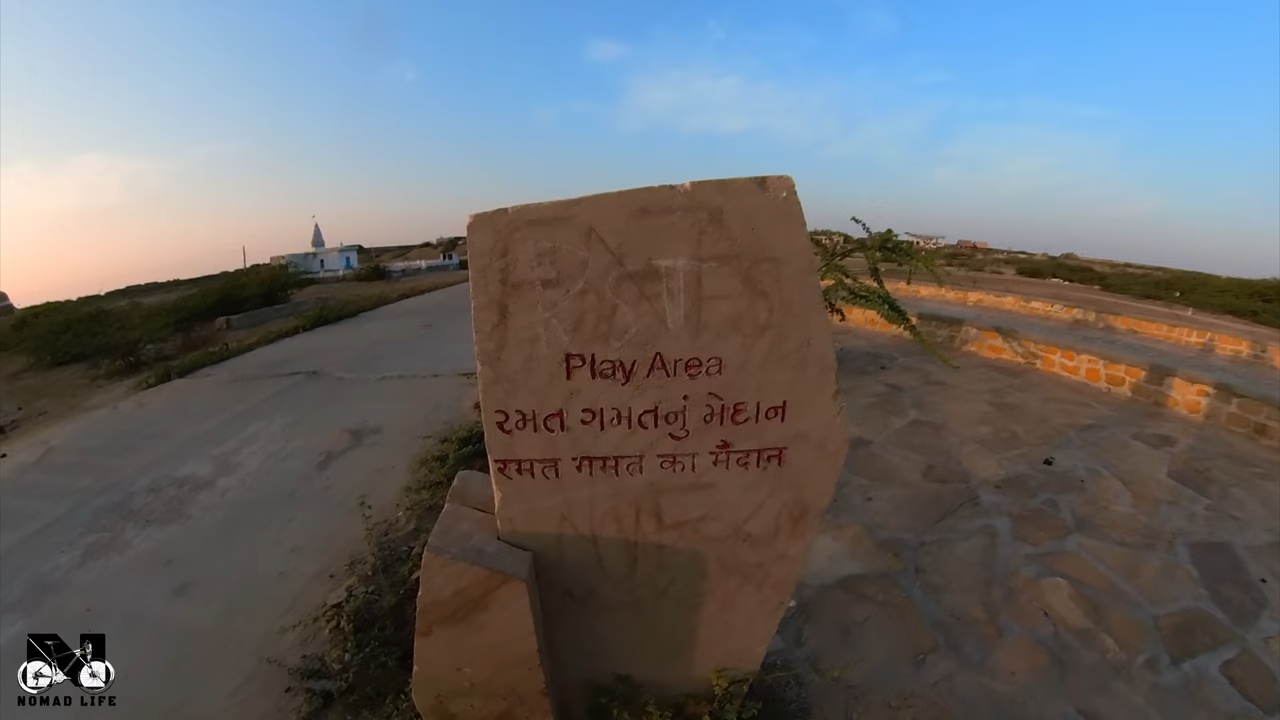 Play Area
રમત ગમતનું મેદાન
रमत गमत का मैंदान
NOMAD LIFE